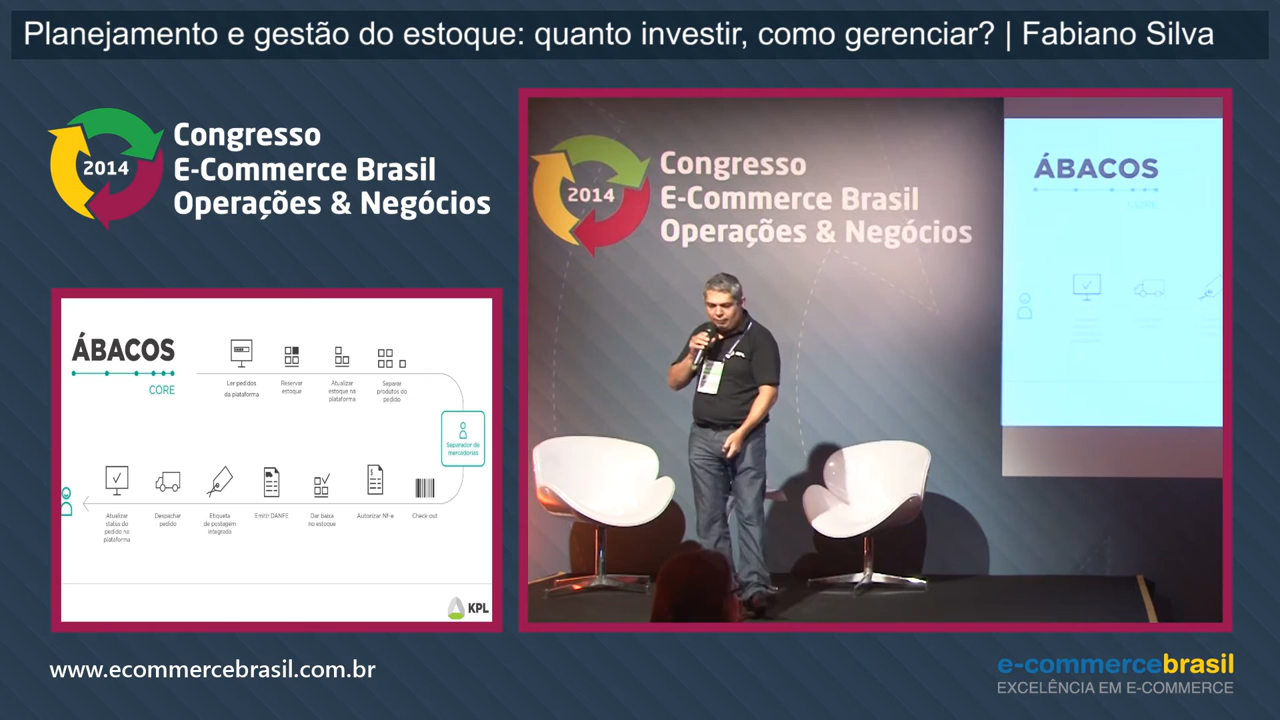 Planejamento e gestão do estoque: quanto investir, como gerenciar? | Fabiano Silva
2014
Congresso
E-Commerce Brasil
Operações & Negócios
2014
Congresso
E-Commerce Brasil
Operações & Negócios
ÁBACOS
CORE
ÁBACOS
CORE
Ler pedidos
da plataforma
Reservar
estoque
Atualizar
estoque na
plataforma
Separar
produtos do
pedido
Separador de
mercadorias
Atualizar
status do
pedido na
plataforma
Despachar
pedido
Etiqueta
de postagem
integrada
Emitir DANFE
Dar baixa
no estoque
Autorizar NF-e
Check-out
KPL
www.ecommercebrasil.com.br
e-commercebrasil
EXCELÊNCIA EM E-COMMERCE